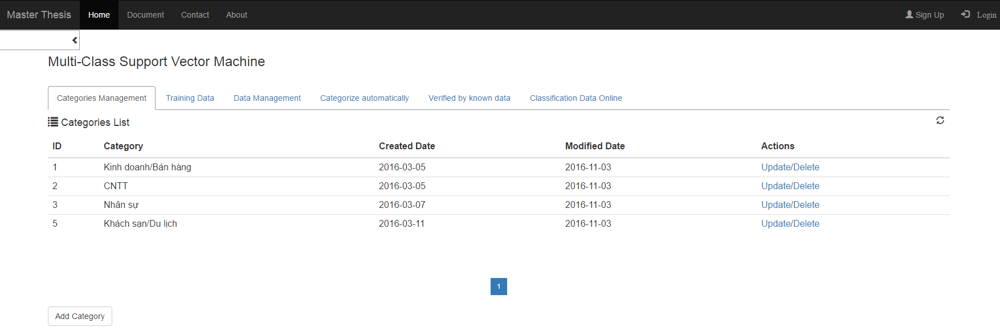 Master Thesis Home Document Contact About Sign Up Login
Multi-Class Support Vector Machine
Categories Management Training Data Data Management Categorize automatically Verified by known data Classification Data Online
Categories List
ID Category Created Date Modified Date Actions
1 Kinh doanh/Bán hàng 2016-03-05 2016-11-03 Update/Delete
2 CNTT 2016-03-05 2016-11-03 Update/Delete
3 Nhân sự 2016-03-07 2016-11-03 Update/Delete
5 Khách sạn/Du lịch 2016-03-11 2016-11-03 Update/Delete
1
Add Category